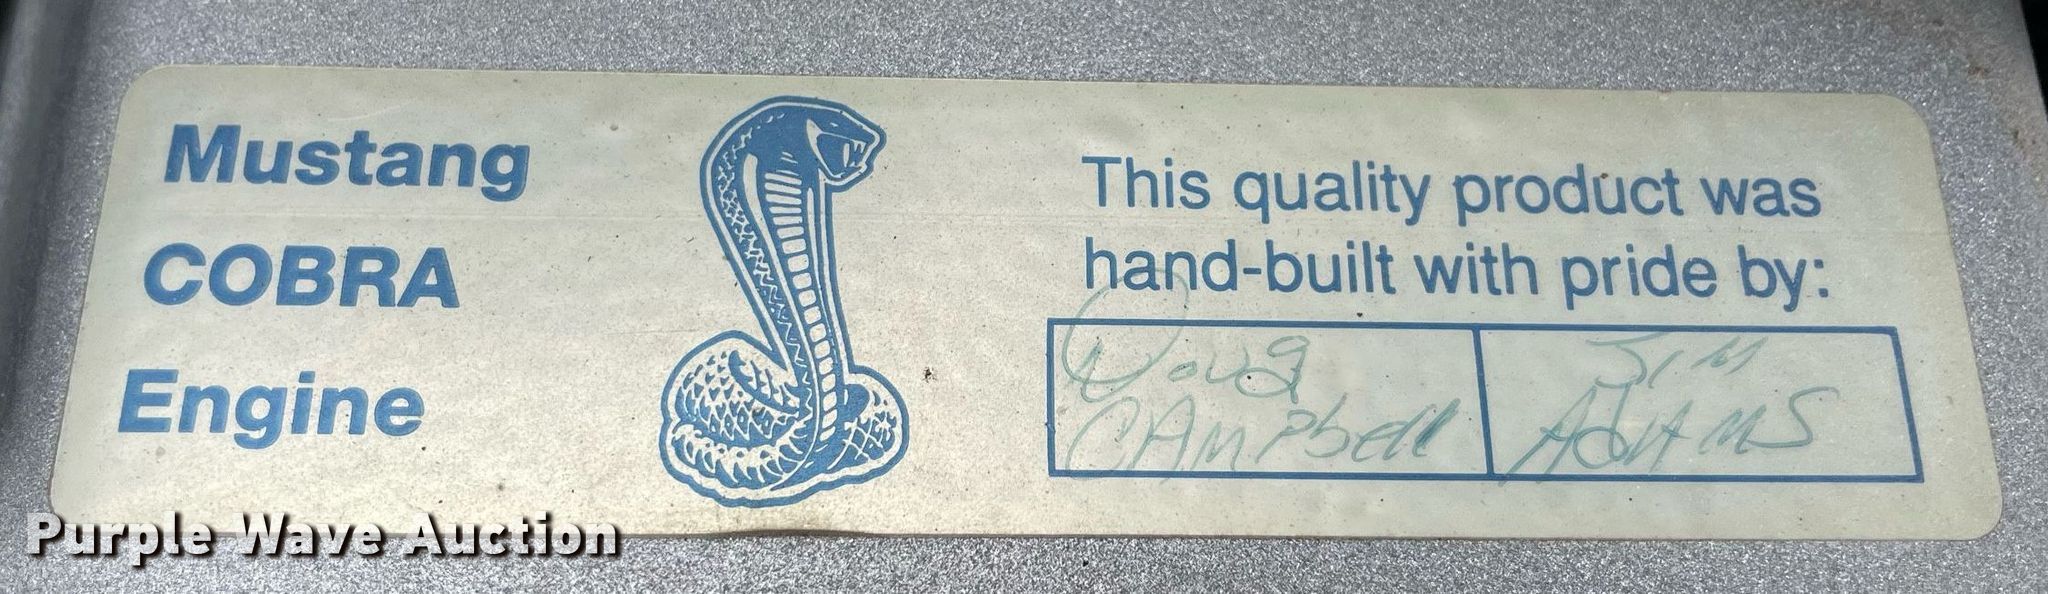 Mustang
COBRA
Engine
This quality product was
hand-built with pride by:
Doug
CAmpbell
Jim
AdAmS
Purple Wave Auction